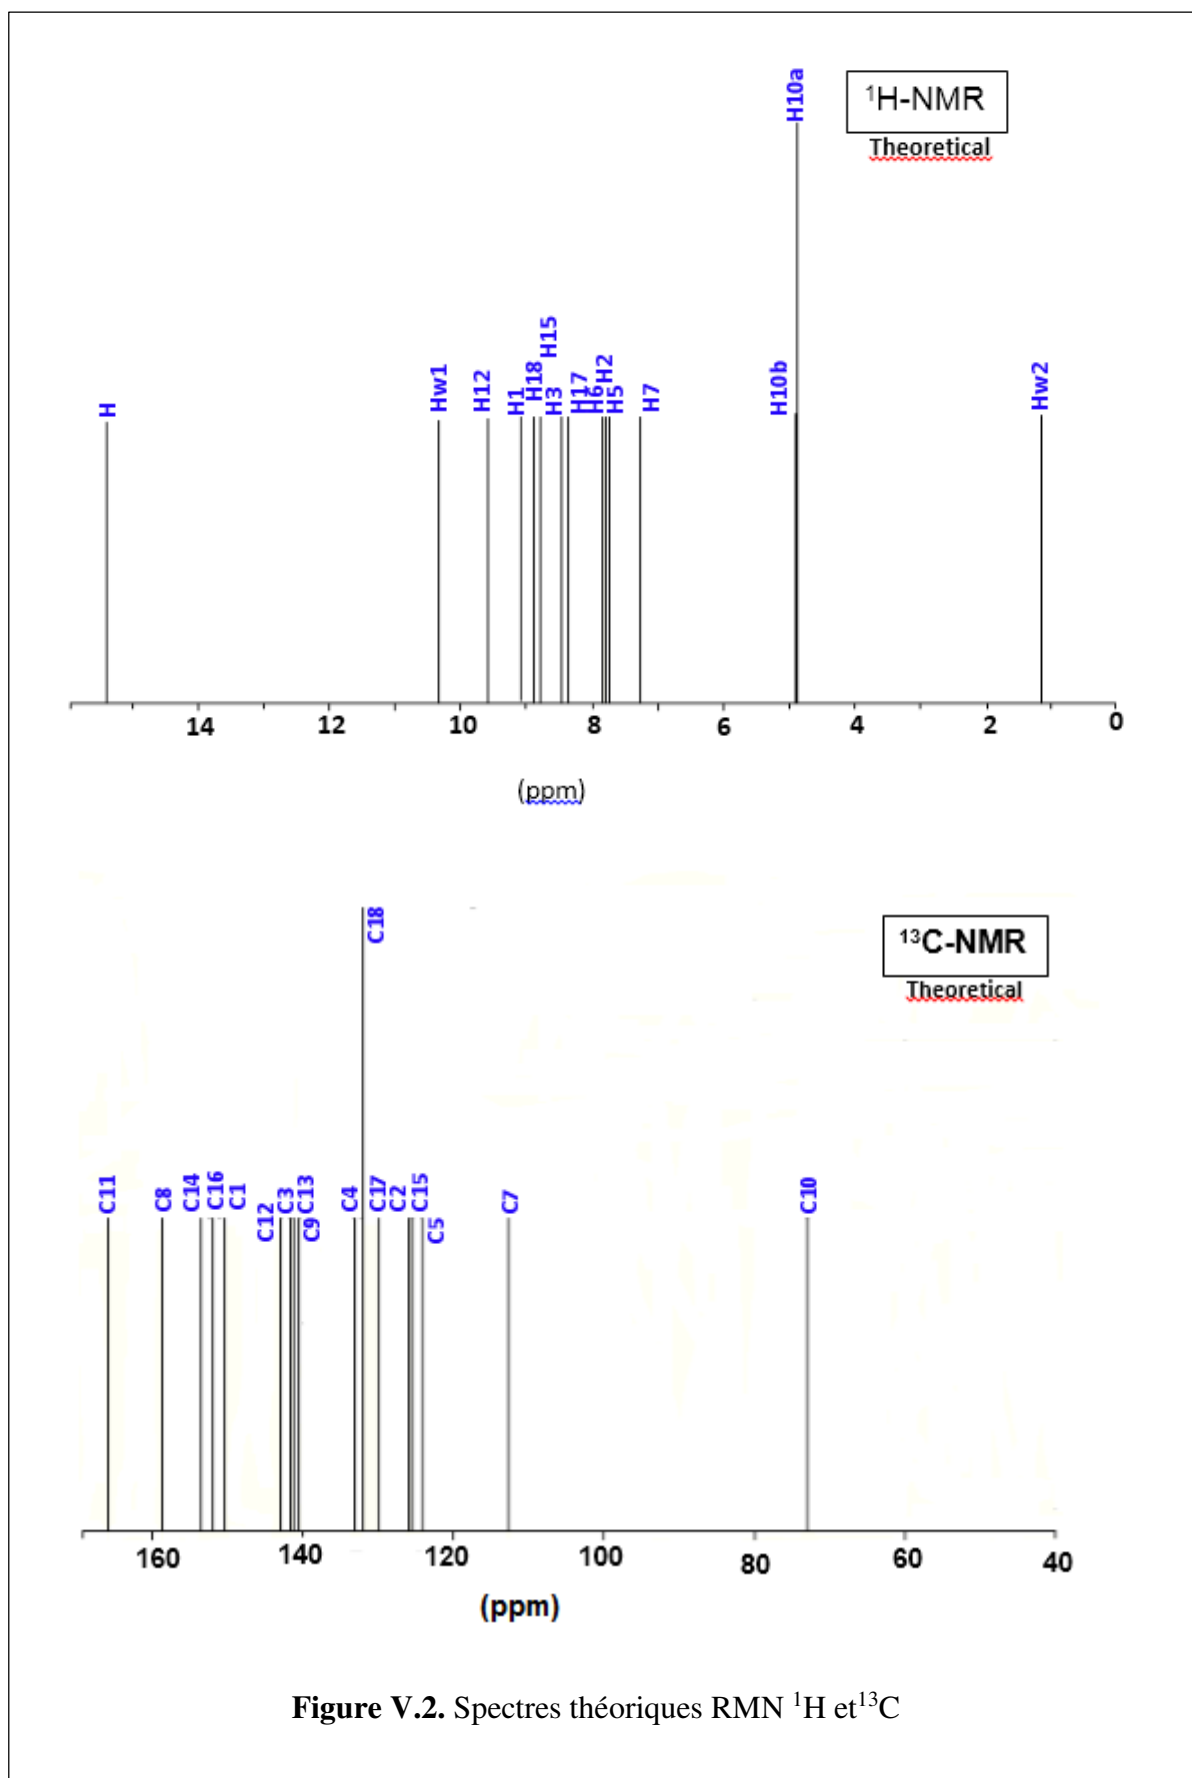 ¹H-NMR
Theoretical
H
Hw1
H12
H1
H18
H15
H3
H17
H6
H2
H5
H7
H10b
H10a
Hw2
14 12 10 8 6 4 2 0
(ppm)
¹³C-NMR
Theoretical
C11
C8
C14
C16
C1
C12
C3
C13
C9
C4
C18
C17
C2
C15
C5
C7
C10
160 140 120 100 80 60 40
(ppm)
Figure V.2. Spectres théoriques RMN ¹H et¹³C